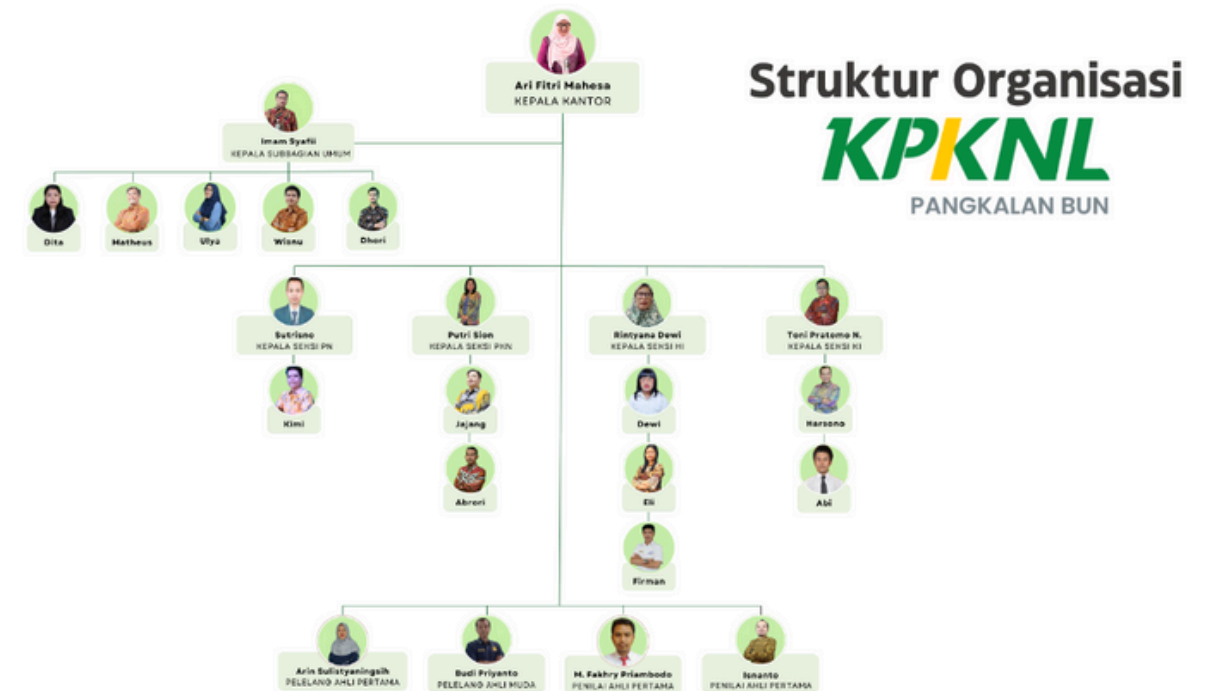 Struktur Organisasi
KPKNL
PANGKALAN BUN
Ari Fitri Mahesa
KEPALA KANTOR
Imam Syafii
KEPALA SUBBAGIAN UMUM
Dita
Matheus
Ulya
Wisnu
Dhori
Sutrisno
KEPALA SEKSI PN
Putri Sion
KEPALA SEKSI PKN
Rintyana Dewi
KEPALA SEKSI HI
Toni Pratomo N.
KEPALA SEKSI KI
Kimi
Jajang
Dewi
Harsono
Abrori
Eli
Abi
Firman
Arin Sulistyaningsih
PELELANG AHLI PERTAMA
Budi Priyanto
PELELANG AHLI MUDA
M. Fakhry Priambodo
PENILAI AHLI PERTAMA
Isnanto
PENILAI AHLI PERTAMA